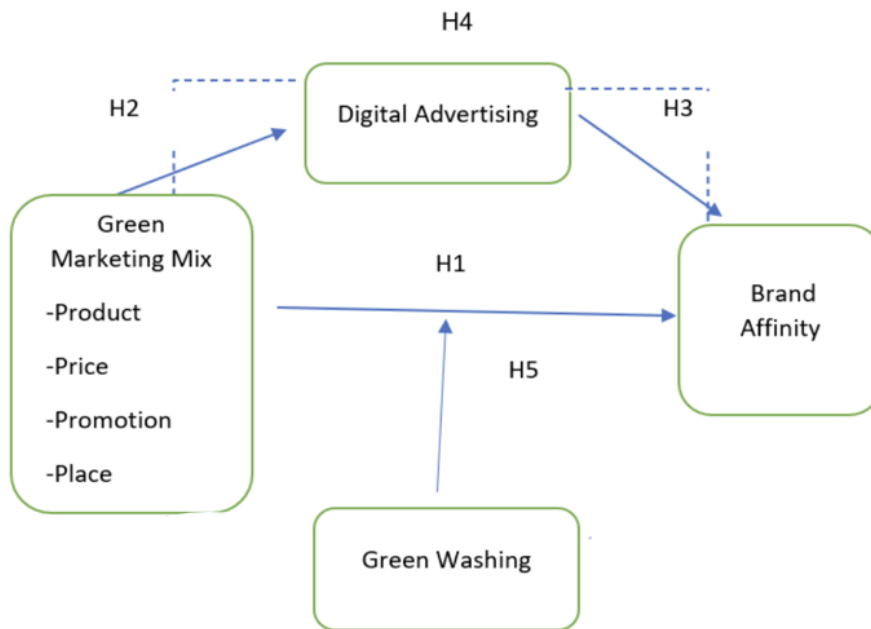 H4
H2
Digital Advertising
H3
Green
Marketing Mix
-Product
-Price
-Promotion
-Place
H1
Brand
Affinity
H5
Green Washing